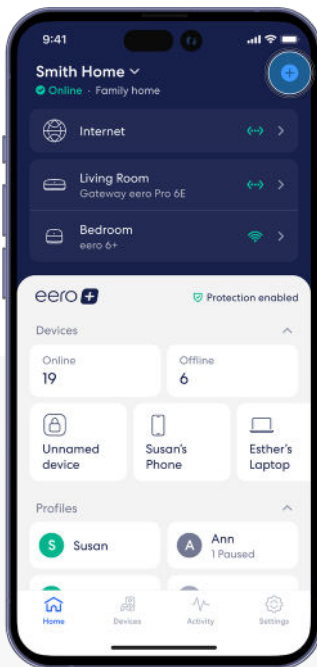 9:41
Smith Home
Online · Family home
Internet
Living Room
Gateway eero Pro 6E
Bedroom
eero 6+
eero+
Protection enabled
Devices
Online
19
Offline
6
Unnamed
device
Susan's
Phone
Esther's
Laptop
Profiles
S Susan
A Ann
1 Paused
Home
Devices
Activity
Settings